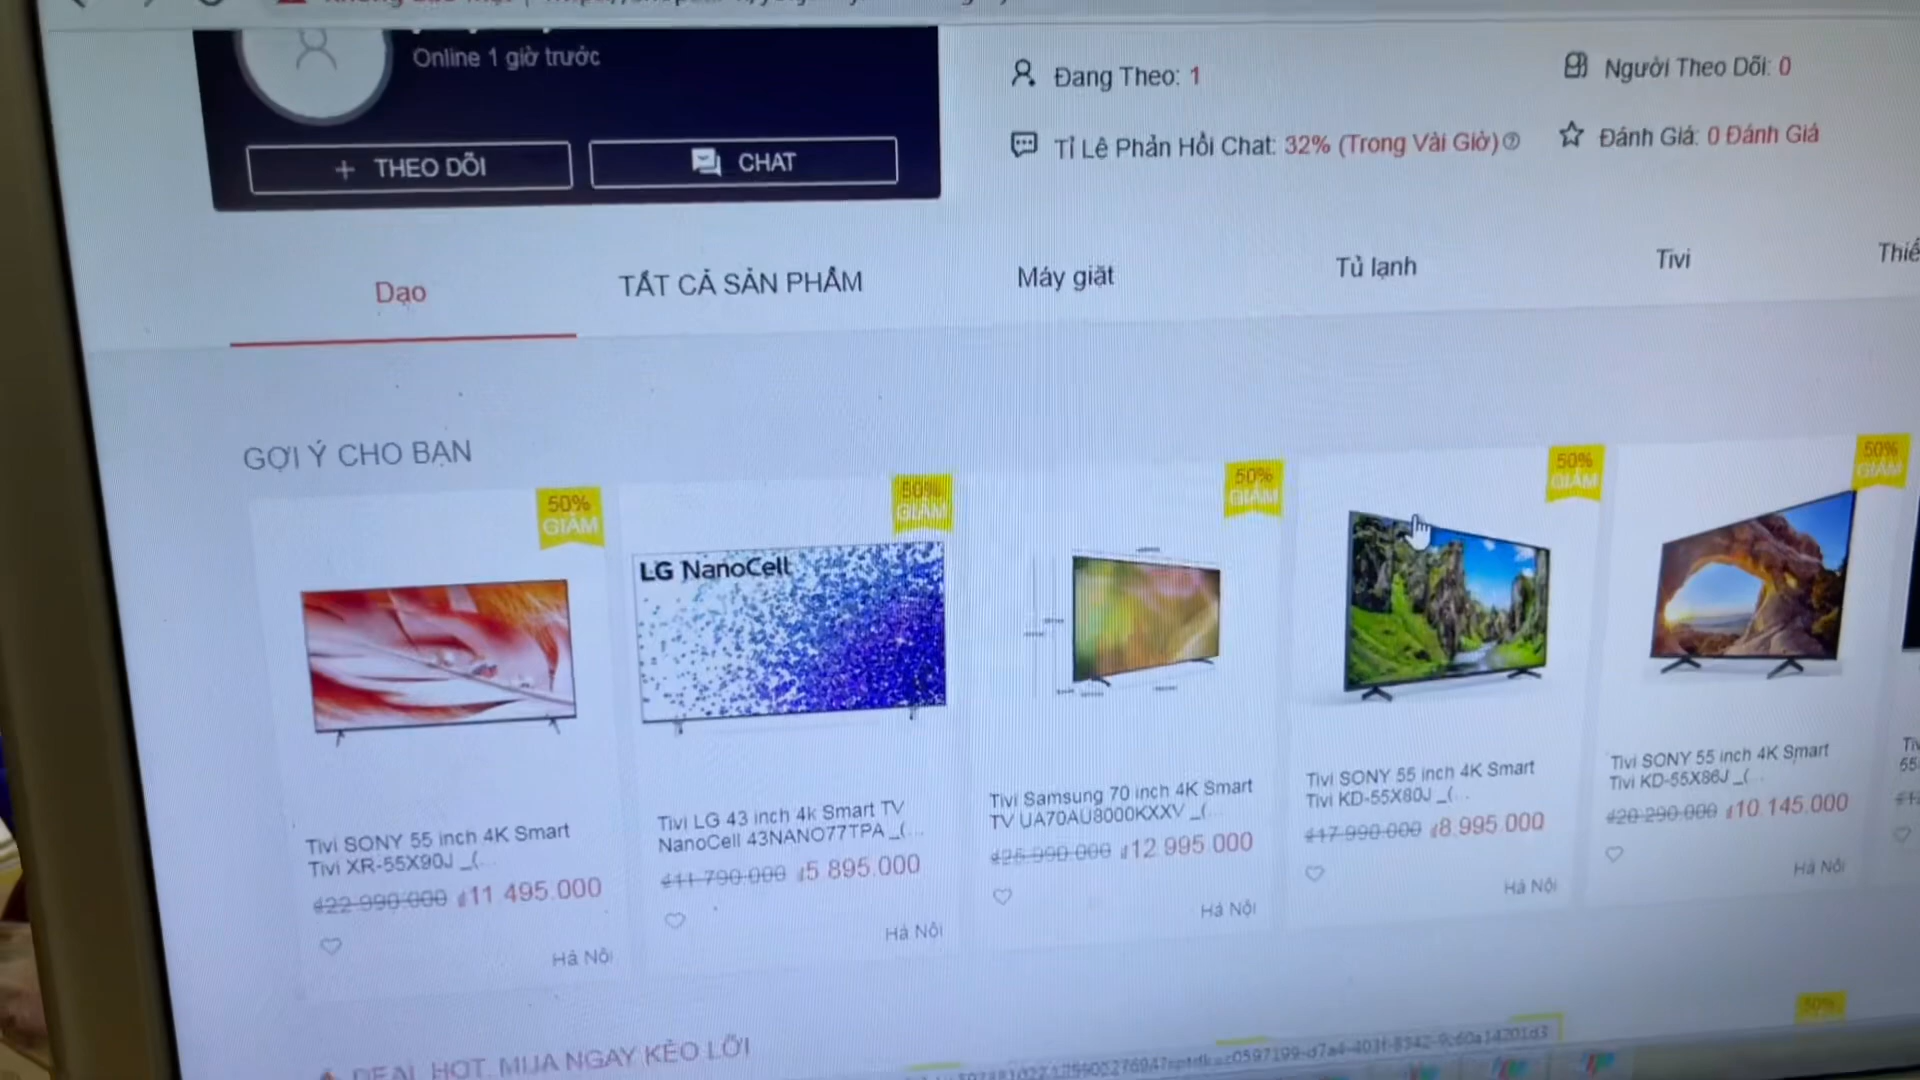 Online 1 giờ trước
+ THEO DÕI
CHAT
Đang Theo: 1
Người Theo Dõi: 0
Tỉ Lệ Phản Hồi Chat: 32% (Trong Vài Giờ)
Đánh Giá: 0 Đánh Giá
Dạo
TẤT CẢ SẢN PHẨM
Máy giặt
Tủ lạnh
Tivi
GỢI Ý CHO BẠN
50%
GIẢM
LG NanoCell
Tivi SONY 55 inch 4K Smart
Tivi XR-55X90J _(...
₫22.990.000 ₫11.495.000
Hà Nội
50%
GIẢM
Tivi LG 43 inch 4k Smart TV
NanoCell 43NANO77TPA _(...
₫11.790.000 ₫5.895.000
Hà Nội
50%
GIẢM
Tivi Samsung 70 inch 4K Smart
TV UA70AU8000KXXV _(...
₫25.990.000 ₫12.995.000
Hà Nội
50%
GIẢM
Tivi SONY 55 inch 4K Smart
Tivi KD-55X80J _(...
₫17.990.000 ₫8.995.000
Hà Nội
50%
GIẢM
Tivi SONY 55 inch 4K Smart
Tivi KD-55X86J _(...
₫20.290.000 ₫10.145.000
Hà Nội
DEAL HOT, MUA NGAY KẺO LỠI
50%